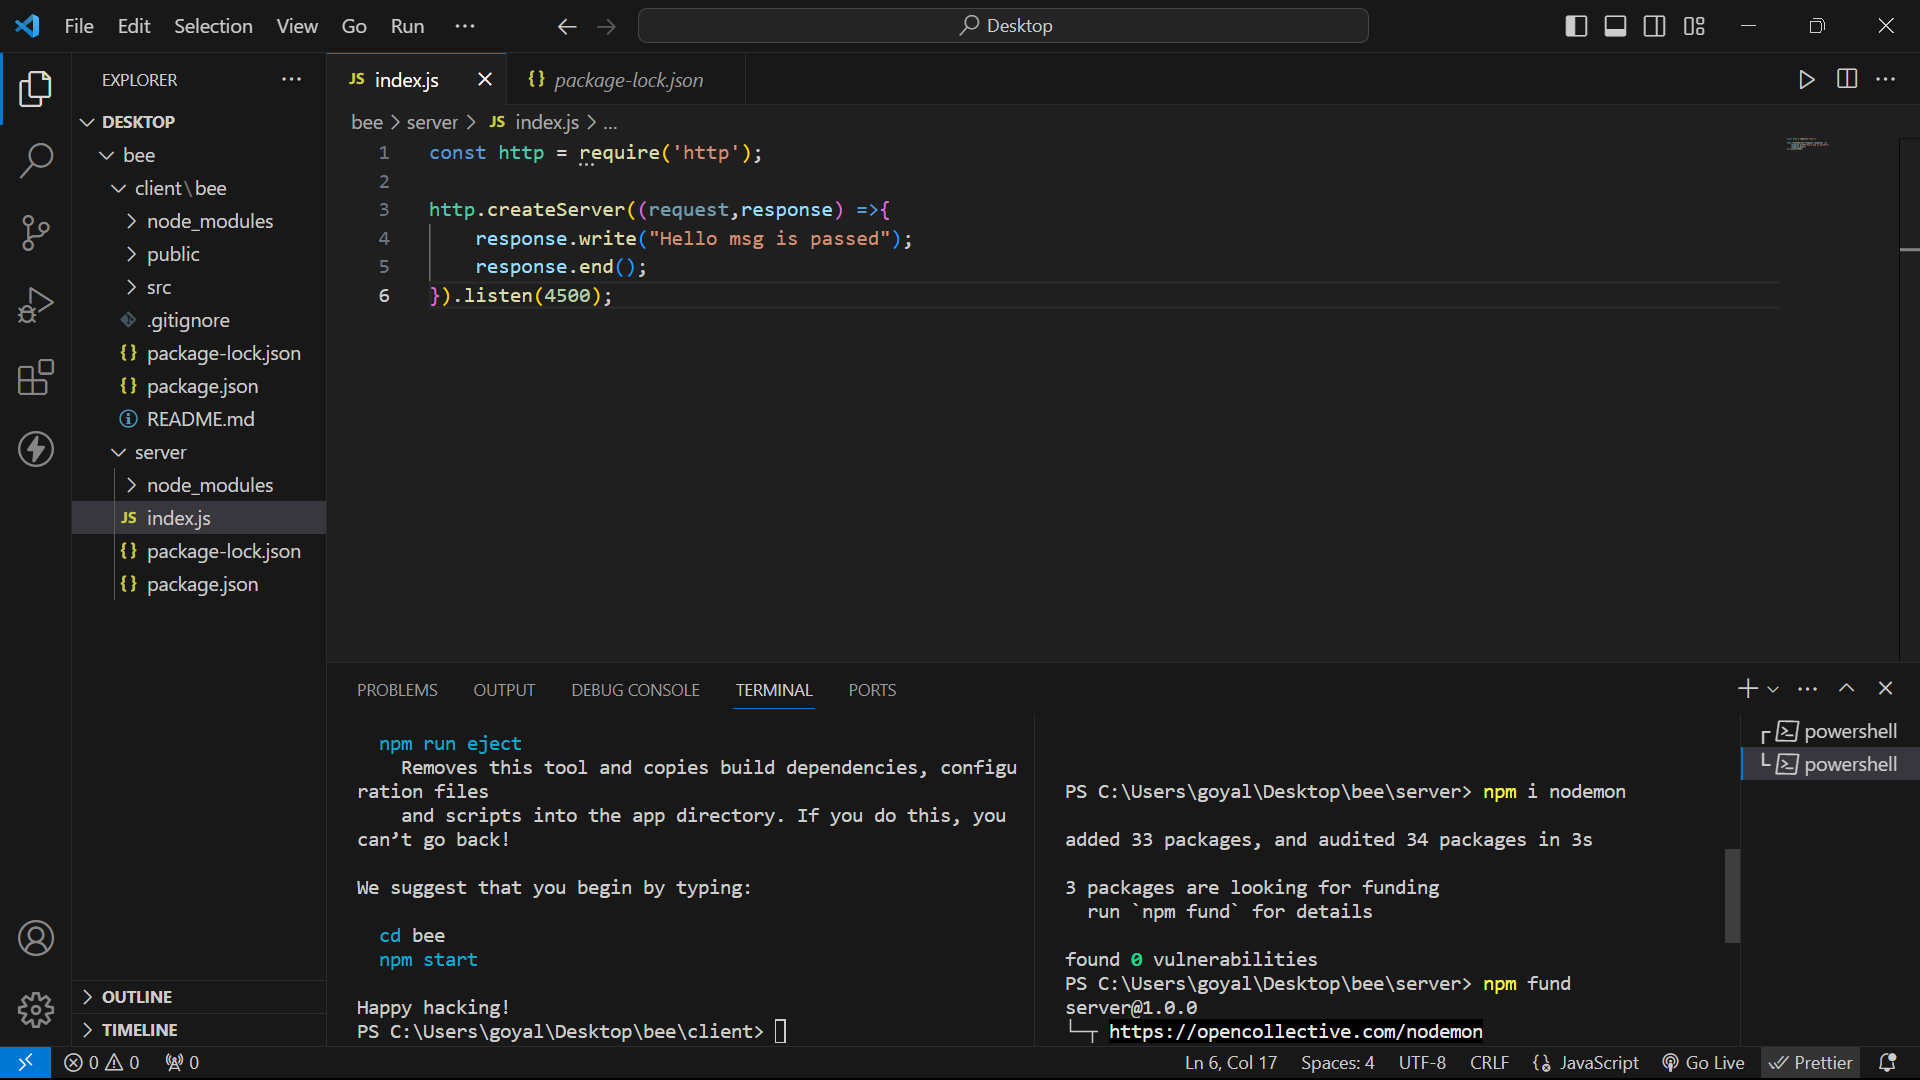 File Edit Selection View Go Run ···
Desktop
EXPLORER
JS index.js
{} package-lock.json
DESKTOP
bee
client\bee
node_modules
public
src
.gitignore
{} package-lock.json
{} package.json
README.md
server
node_modules
JS index.js
{} package-lock.json
{} package.json
OUTLINE
TIMELINE
bee > server > JS index.js > ...
1 const http = require('http');
2
3 http.createServer((request,response) =>{
4 response.write("Hello msg is passed");
5 response.end();
6 }).listen(4500);
PROBLEMS OUTPUT DEBUG CONSOLE TERMINAL PORTS
npm run eject
Removes this tool and copies build dependencies, configu
ration files
and scripts into the app directory. If you do this, you
can’t go back!
We suggest that you begin by typing:
cd bee
npm start
Happy hacking!
PS C:\Users\goyal\Desktop\bee\client>
PS C:\Users\goyal\Desktop\bee\server> npm i nodemon
added 33 packages, and audited 34 packages in 3s
3 packages are looking for funding
run `npm fund` for details
found 0 vulnerabilities
PS C:\Users\goyal\Desktop\bee\server> npm fund
server@1.0.0
└─┬ https://opencollective.com/nodemon
powershell
powershell
0 0 0
Ln 6, Col 17 Spaces: 4 UTF-8 CRLF JavaScript Go Live Prettier